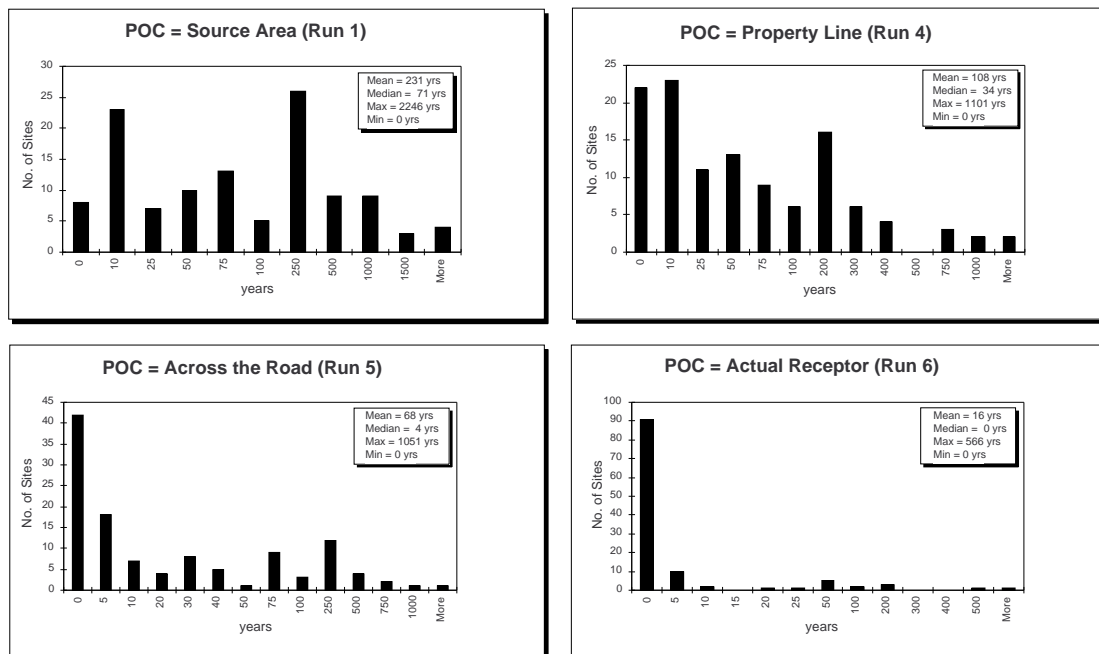 POC = Source Area (Run 1)
30
25
20
15
10
5
0
No. of Sites
Mean = 231 yrs
Median = 71 yrs
Max = 2246 yrs
Min = 0 yrs
0 10 25 50 75 100 250 500 1000 1500 More
years
POC = Property Line (Run 4)
25
20
15
10
5
0
No. of Sites
Mean = 108 yrs
Median = 34 yrs
Max = 1101 yrs
Min = 0 yrs
0 10 25 50 75 100 200 300 400 500 750 1000 More
years
POC = Across the Road (Run 5)
45
40
35
30
25
20
15
10
5
0
No. of Sites
Mean = 68 yrs
Median = 4 yrs
Max = 1051 yrs
Min = 0 yrs
0 5 10 20 30 40 50 75 100 250 500 750 1000 More
years
POC = Actual Receptor (Run 6)
100
90
80
70
60
50
40
30
20
10
0
No. of Sites
Mean = 16 yrs
Median = 0 yrs
Max = 566 yrs
Min = 0 yrs
0 5 10 15 20 25 50 100 200 300 400 500 More
years